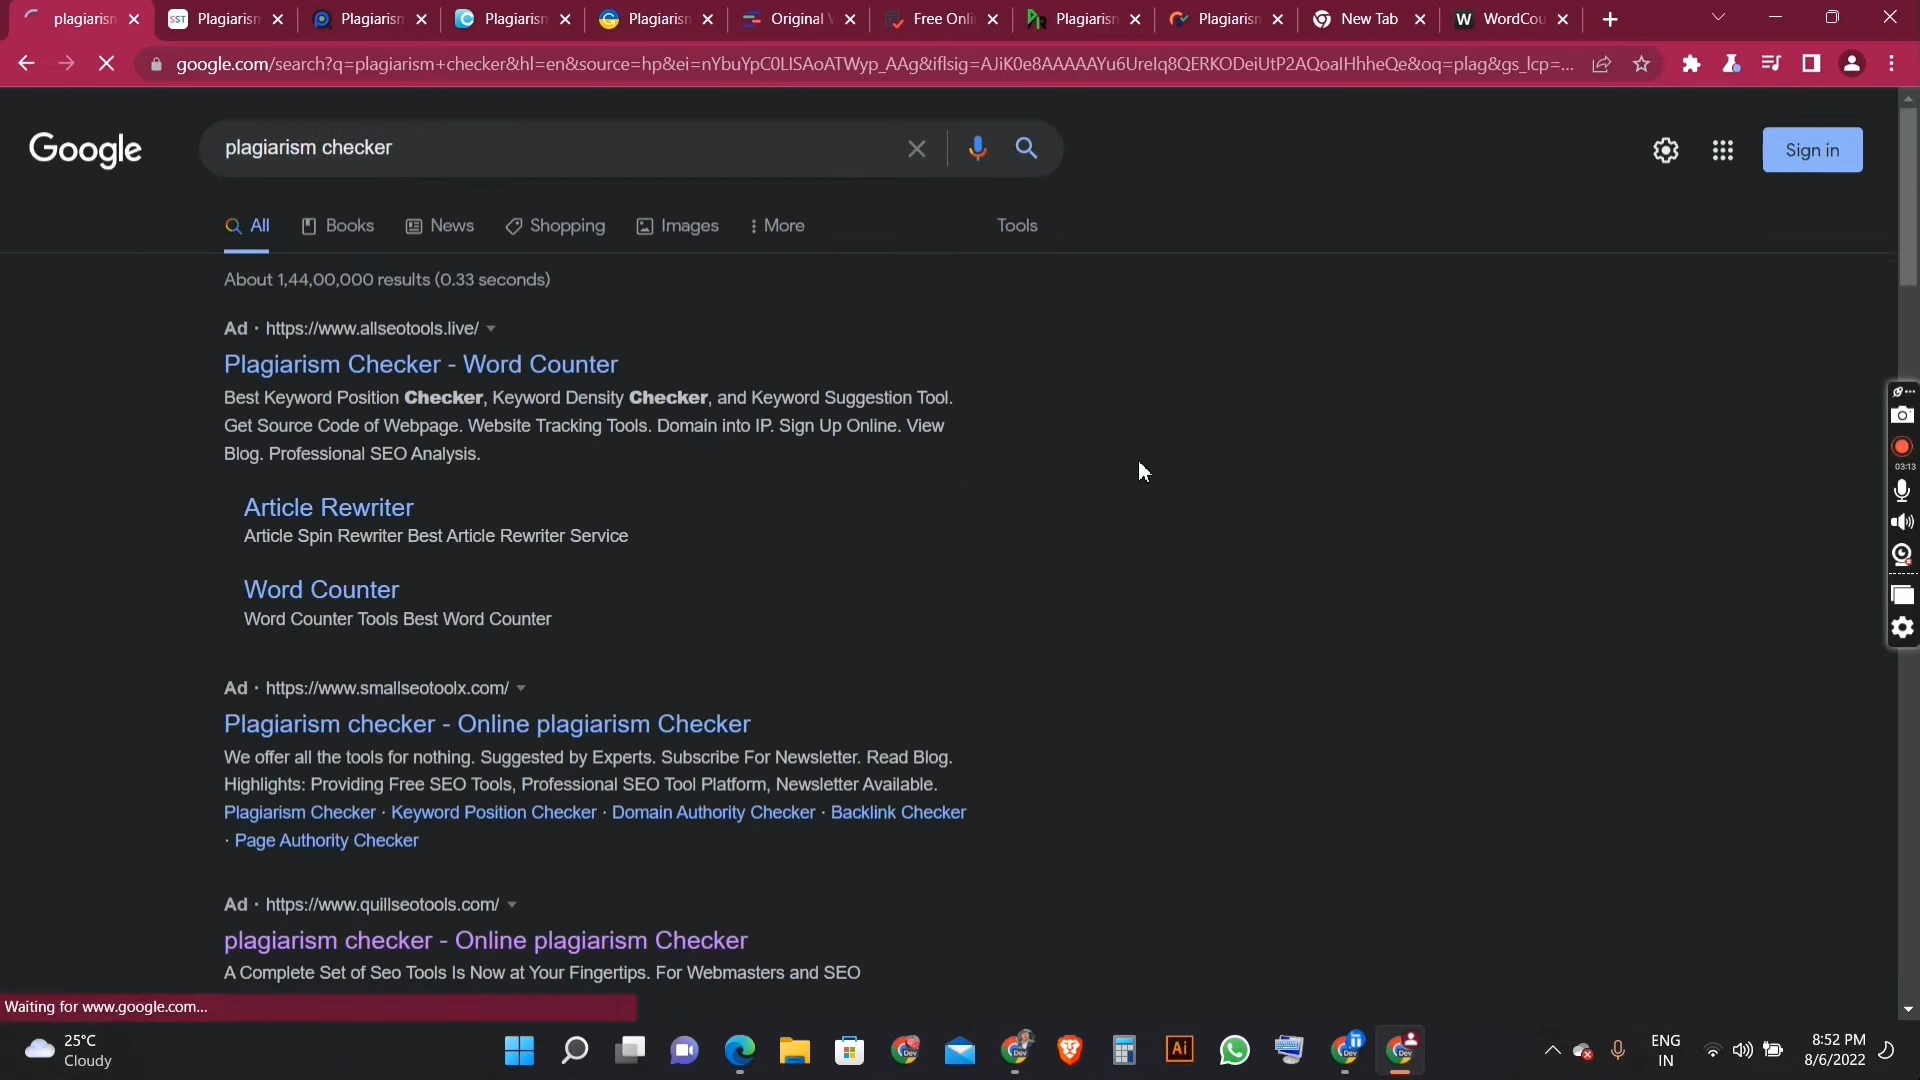 plagiarism
Plagiarism
Plagiarism
Plagiarism
Plagiarism
Original
Free Onli
Plagiarism
Plagiarism
New Tab
WordCou
google.com/search?q=plagiarism+checker&hl=en&source=hp&ei=nYbuYpC0LISAoATWyp_AAg&iflsig=AJiK0e8AAAAAYu6Urelq8QERKODeiUtP2AQoaIHhheQe&oq=plag&gs_lcp=...
Google
plagiarism checker
Sign in
All
Books
News
Shopping
Images
More
Tools
About 1,44,00,000 results (0.33 seconds)
Ad · https://www.allseotools.live/
Plagiarism Checker - Word Counter
Best Keyword Position Checker, Keyword Density Checker, and Keyword Suggestion Tool.
Get Source Code of Webpage. Website Tracking Tools. Domain into IP. Sign Up Online. View
Blog. Professional SEO Analysis.
Article Rewriter
Article Spin Rewriter Best Article Rewriter Service
Word Counter
Word Counter Tools Best Word Counter
Ad · https://www.smallseotoolx.com/
Plagiarism checker - Online plagiarism Checker
We offer all the tools for nothing. Suggested by Experts. Subscribe For Newsletter. Read Blog.
Highlights: Providing Free SEO Tools, Professional SEO Tool Platform, Newsletter Available.
Plagiarism Checker · Keyword Position Checker · Domain Authority Checker · Backlink Checker
· Page Authority Checker
Ad · https://www.quillseotools.com/
plagiarism checker - Online plagiarism Checker
A Complete Set of Seo Tools Is Now at Your Fingertips. For Webmasters and SEO
03:13
Waiting for www.google.com...
25°C
Cloudy
Ai
ENG
IN
8:52 PM
8/6/2022